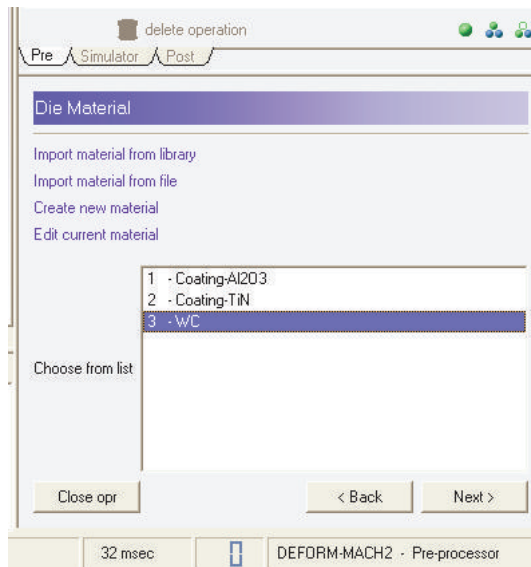 delete operation
Pre Simulator Post
Die Material
Import material from library
Import material from file
Create new material
Edit current material
1 - Coating-Al2O3
2 - Coating-TiN
3 - WC
Choose from list
Close opr < Back Next >
32 msec DEFORM-MACH2 - Pre-processor